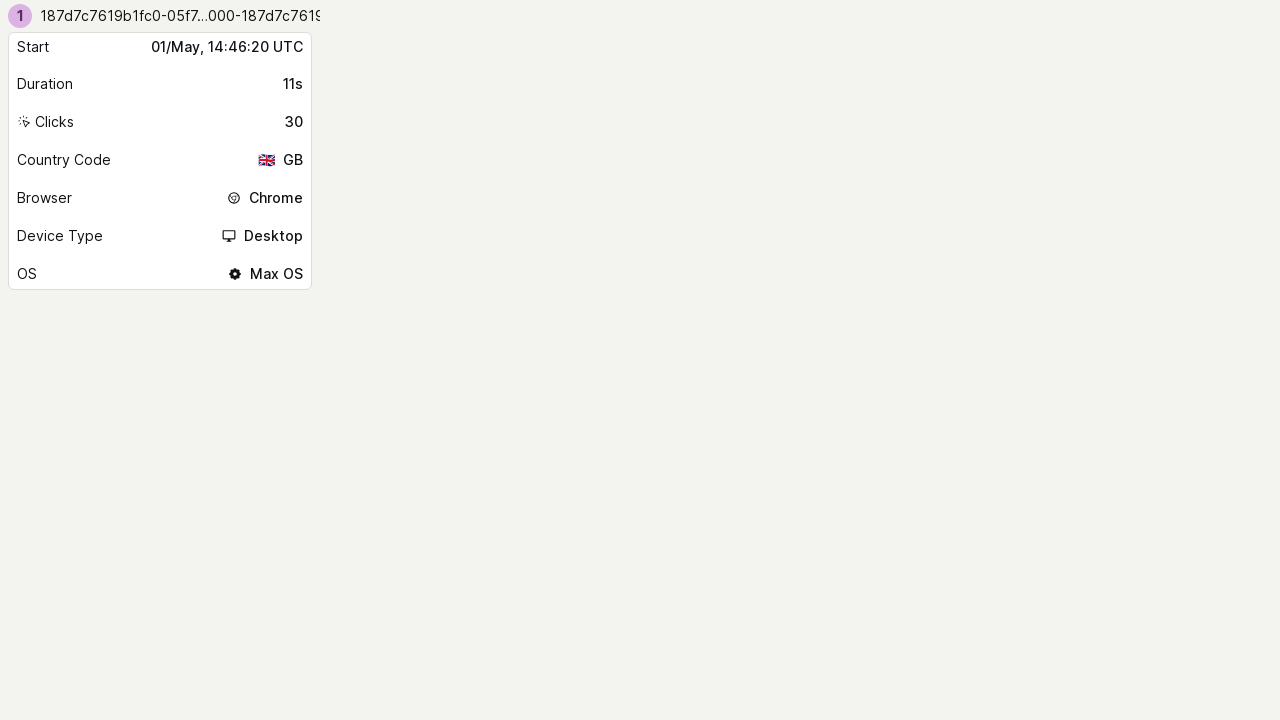 1 187d7c7619b1fc0-05f7...000-187d7c7619
Start 01/May, 14:46:20 UTC
Duration 11s
Clicks 30
Country Code 🇬🇧 GB
Browser Chrome
Device Type Desktop
OS Max OS